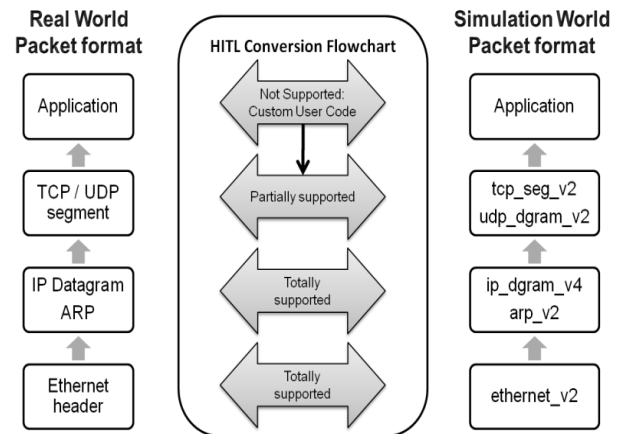 Real World
Packet format
Application
TCP / UDP
segment
IP Datagram
ARP
Ethernet
header
HITL Conversion Flowchart
Not Supported:
Custom User Code
Partially supported
Totally
supported
Totally
supported
Simulation World
Packet format
Application
tcp_seg_v2
udp_dgram_v2
ip_dgram_v4
arp_v2
ethernet_v2